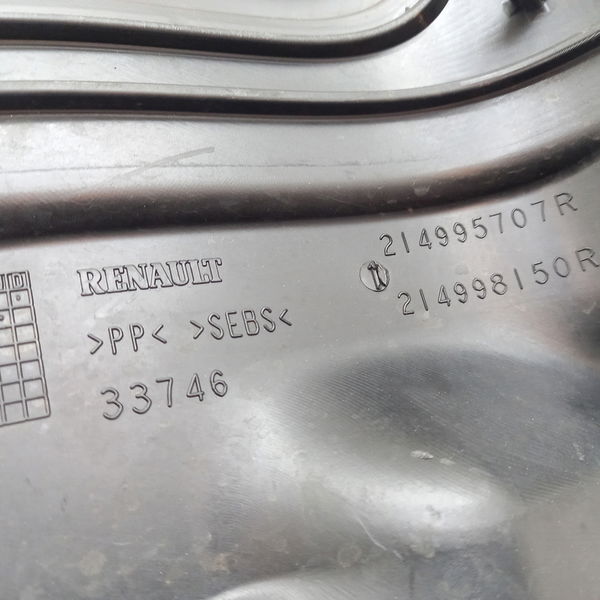 RENAULT
>PP< >SEBS<
33746
214995707R
214998150R